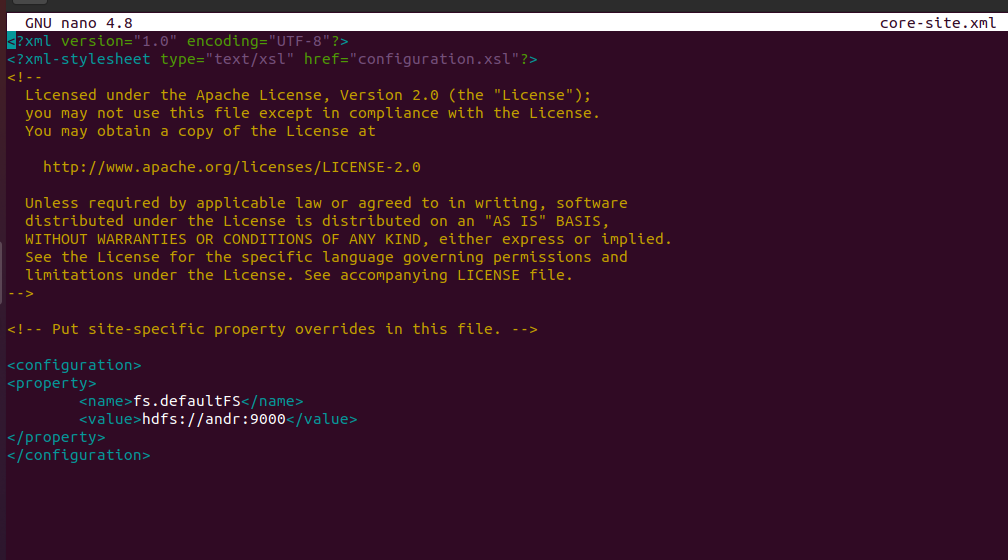 GNU nano 4.8 core-site.xml
<?xml version="1.0" encoding="UTF-8"?>
<?xml-stylesheet type="text/xsl" href="configuration.xsl"?>
<!--
  Licensed under the Apache License, Version 2.0 (the "License");
  you may not use this file except in compliance with the License.
  You may obtain a copy of the License at

    http://www.apache.org/licenses/LICENSE-2.0

  Unless required by applicable law or agreed to in writing, software
  distributed under the License is distributed on an "AS IS" BASIS,
  WITHOUT WARRANTIES OR CONDITIONS OF ANY KIND, either express or implied.
  See the License for the specific language governing permissions and
  limitations under the License. See accompanying LICENSE file.
-->

<!-- Put site-specific property overrides in this file. -->

<configuration>
<property>
        <name>fs.defaultFS</name>
        <value>hdfs://andr:9000</value>
</property>
</configuration>